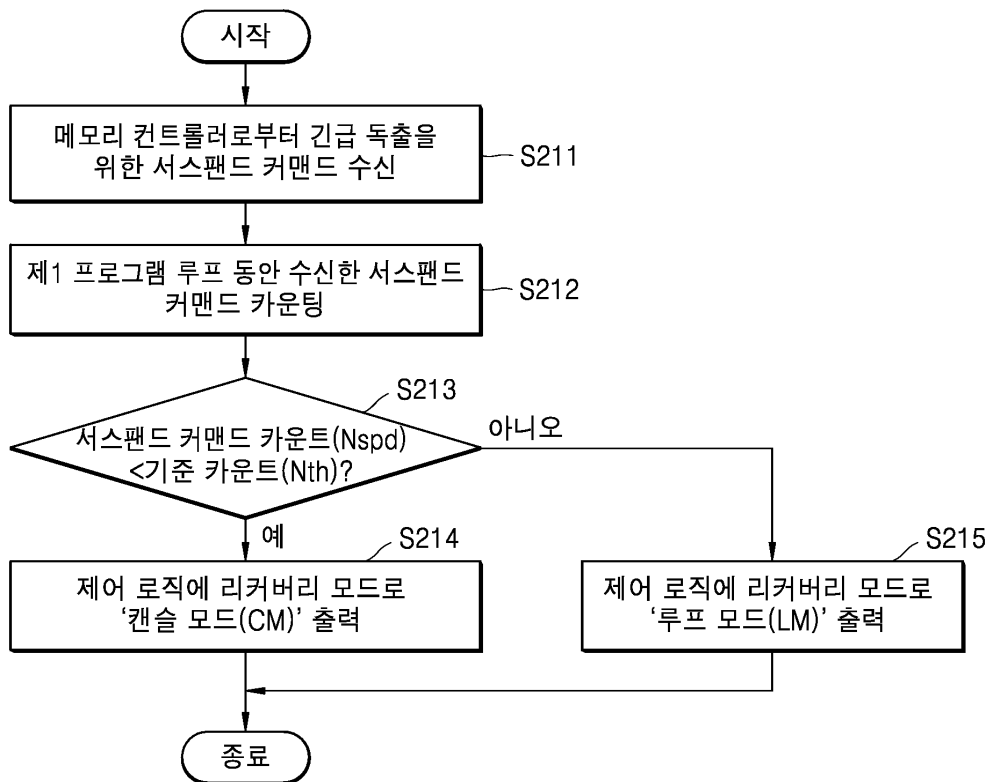 시작
메모리 컨트롤러로부터 긴급 독출을
위한 서스팬드 커맨드 수신
S211
제1 프로그램 루프 동안 수신한 서스팬드
커맨드 카운팅
S212
S213
서스팬드 커맨드 카운트(Nspd)
<기준 카운트(Nth)?
아니오
예
S214
제어 로직에 리커버리 모드로
‘캔슬 모드(CM)’ 출력
S215
제어 로직에 리커버리 모드로
‘루프 모드(LM)’ 출력
종료